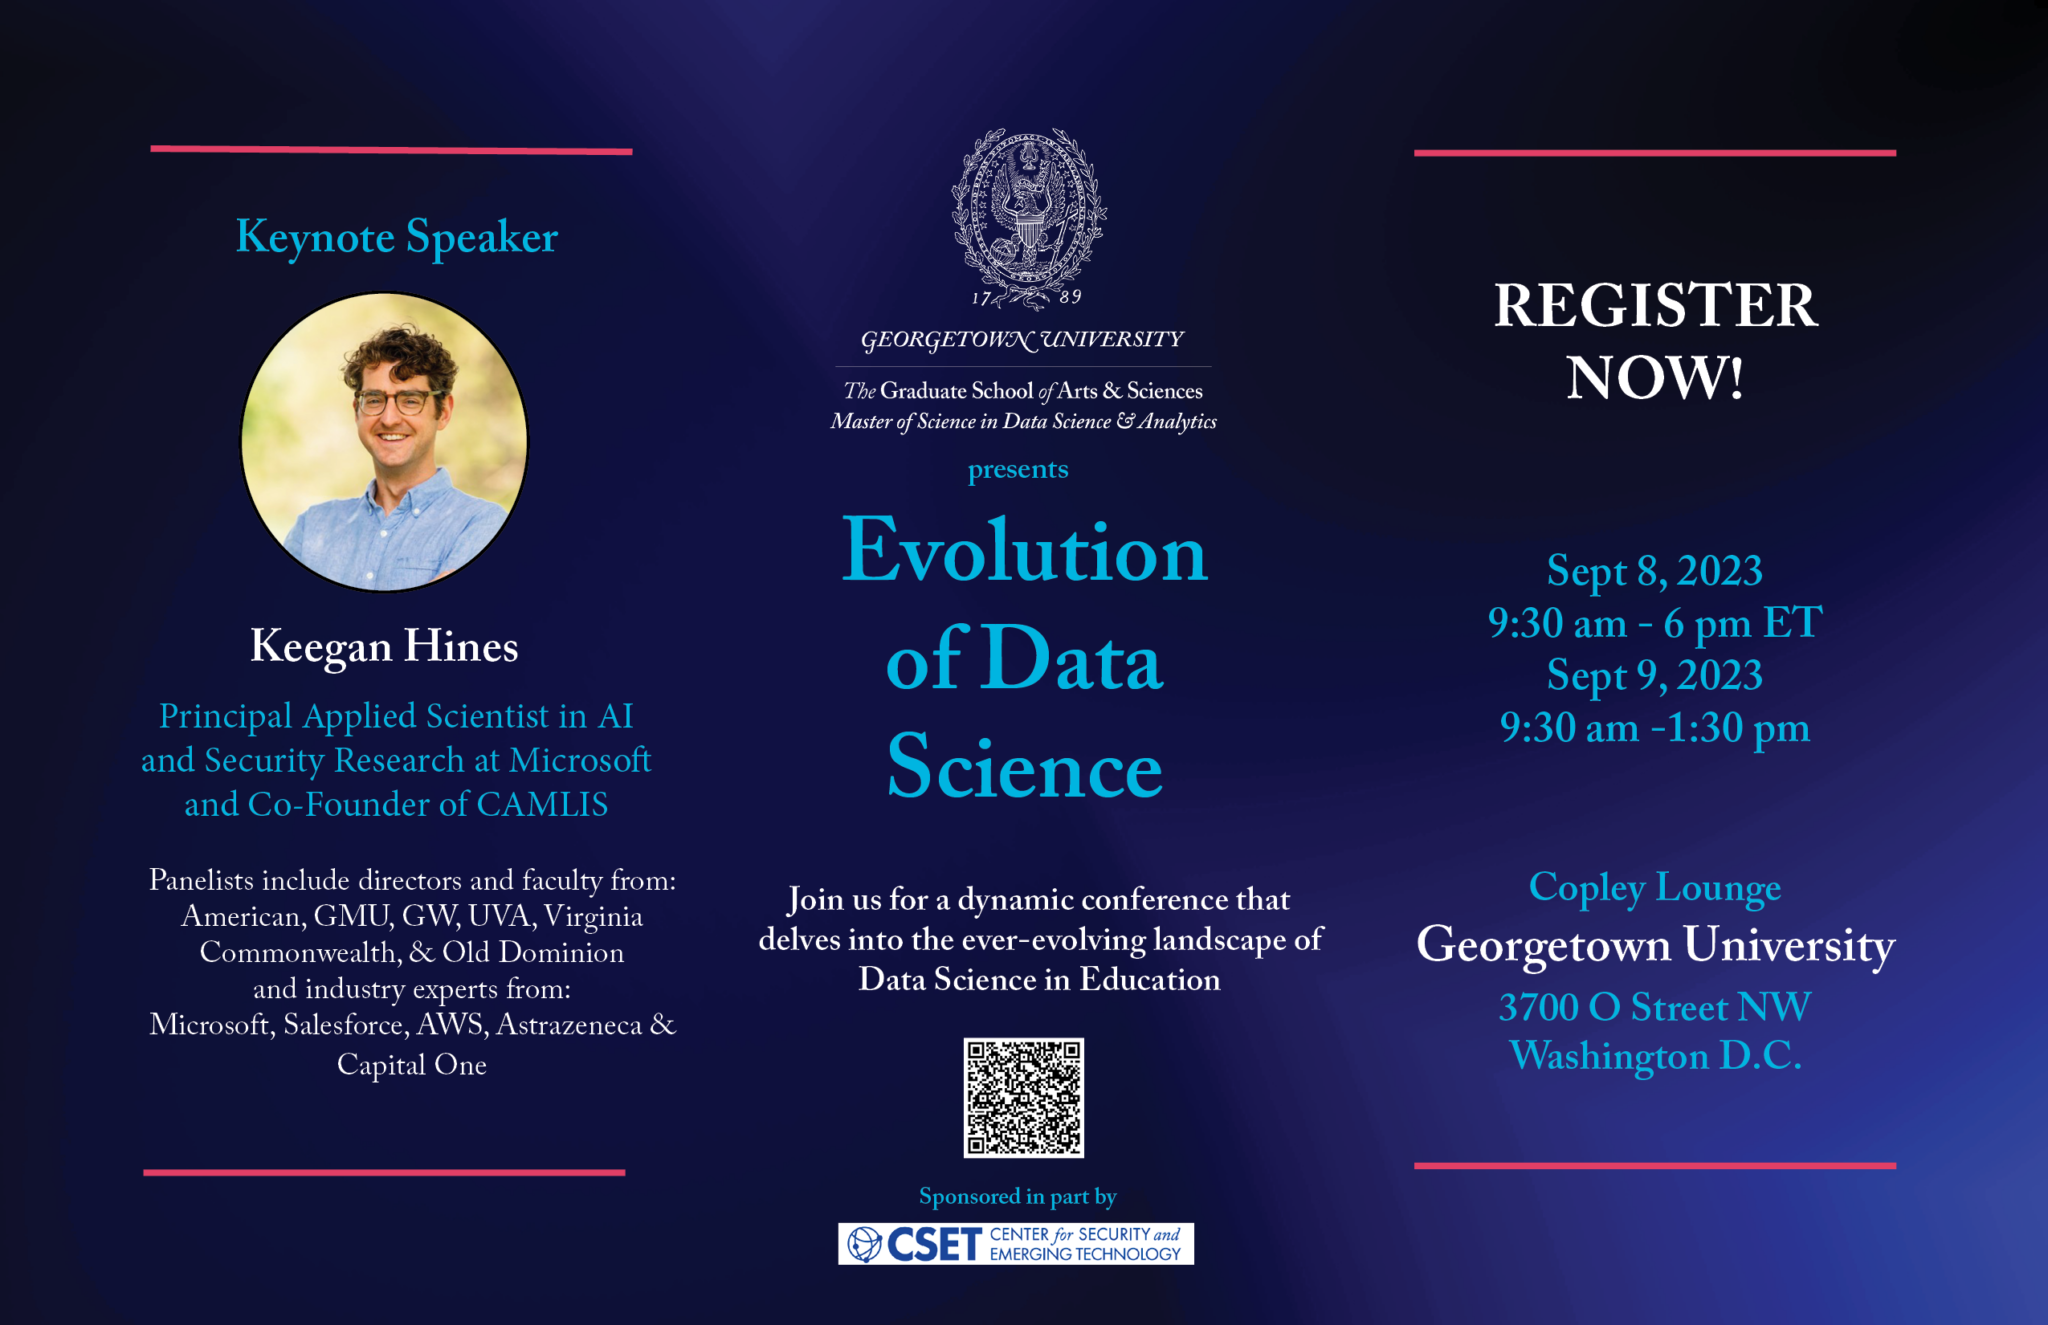 Keynote Speaker
Keegan Hines
Principal Applied Scientist in AI
and Security Research at Microsoft
and Co-Founder of CAMLIS
Panelists include directors and faculty from:
American, GMU, GW, UVA, Virginia
Commonwealth, & Old Dominion
and industry experts from:
Microsoft, Salesforce, AWS, Astrazeneca &
Capital One
17 89
GEORGETOWN UNIVERSITY
The Graduate School of Arts & Sciences
Master of Science in Data Science & Analytics
presents
Evolution
of Data
Science
Join us for a dynamic conference that
delves into the ever-evolving landscape of
Data Science in Education
Sponsored in part by
CSET CENTER for SECURITY and
EMERGING TECHNOLOGY
REGISTER
NOW!
Sept 8, 2023
9:30 am - 6 pm ET
Sept 9, 2023
9:30 am -1:30 pm
Copley Lounge
Georgetown University
3700 O Street NW
Washington D.C.